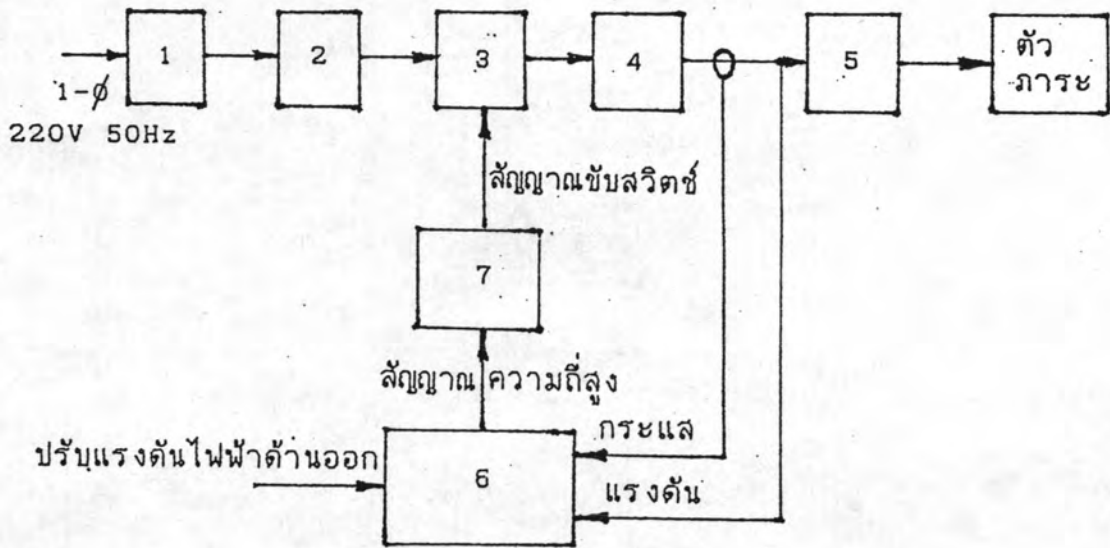 1
2
3
4
5
ตัว
ภาระ
1-ϕ
220V 50Hz
สัญญาณขับสวิตช์
7
สัญญาณ ความถี่สูง
กระแส
ปรับแรงดันไฟฟ้าด้านออก
6
แรงดัน